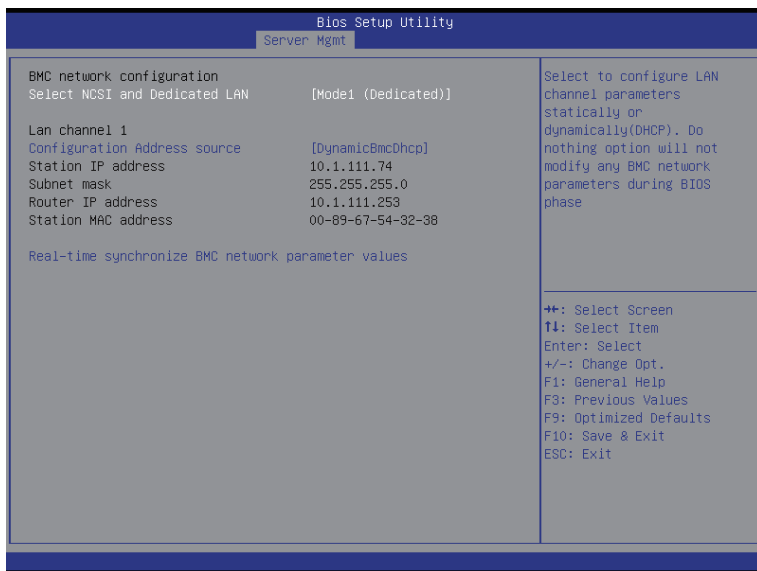 Bios Setup Utility
Server Mgmt
BMC network configuration
Select NCSI and Dedicated LAN [Mode1 (Dedicated)]
Lan channel 1
Configuration Address source [DynamicBmcDhcp]
Station IP address 10.1.111.74
Subnet mask 255.255.255.0
Router IP address 10.1.111.253
Station MAC address 00-89-67-54-32-38
Real-time synchronize BMC network parameter values
Select to configure LAN
channel parameters
statically or
dynamically(DHCP). Do
nothing option will not
modify any BMC network
parameters during BIOS
phase
→←: Select Screen
↑↓: Select Item
Enter: Select
+/-: Change Opt.
F1: General Help
F3: Previous Values
F9: Optimized Defaults
F10: Save & Exit
ESC: Exit